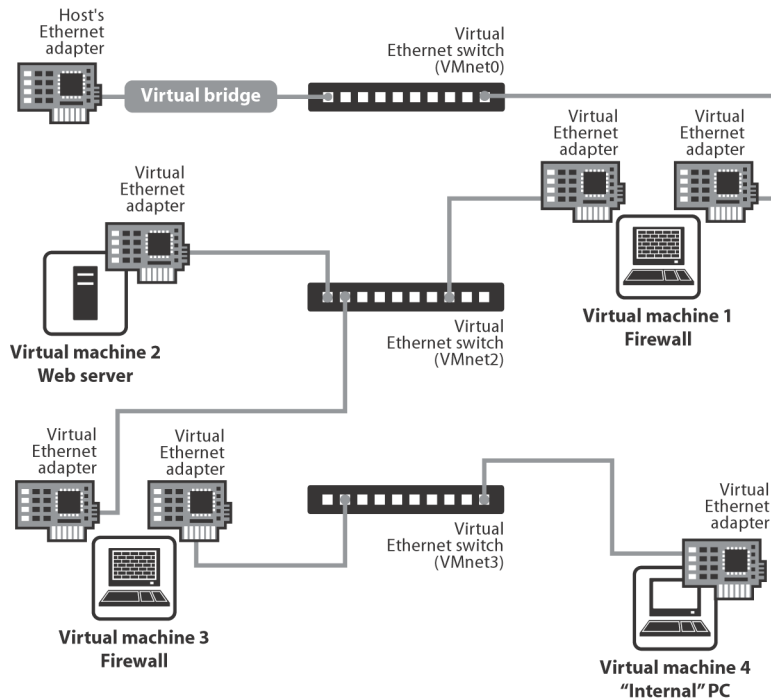 Host's
Ethernet
adapter
Virtual bridge
Virtual
Ethernet switch
(VMnet0)
Virtual
Ethernet
adapter
Virtual
Ethernet
adapter
Virtual machine 1
Firewall
Virtual
Ethernet
adapter
Virtual machine 2
Web server
Virtual
Ethernet switch
(VMnet2)
Virtual
Ethernet
adapter
Virtual
Ethernet
adapter
Virtual machine 3
Firewall
Virtual
Ethernet switch
(VMnet3)
Virtual
Ethernet
adapter
Virtual machine 4
“Internal” PC